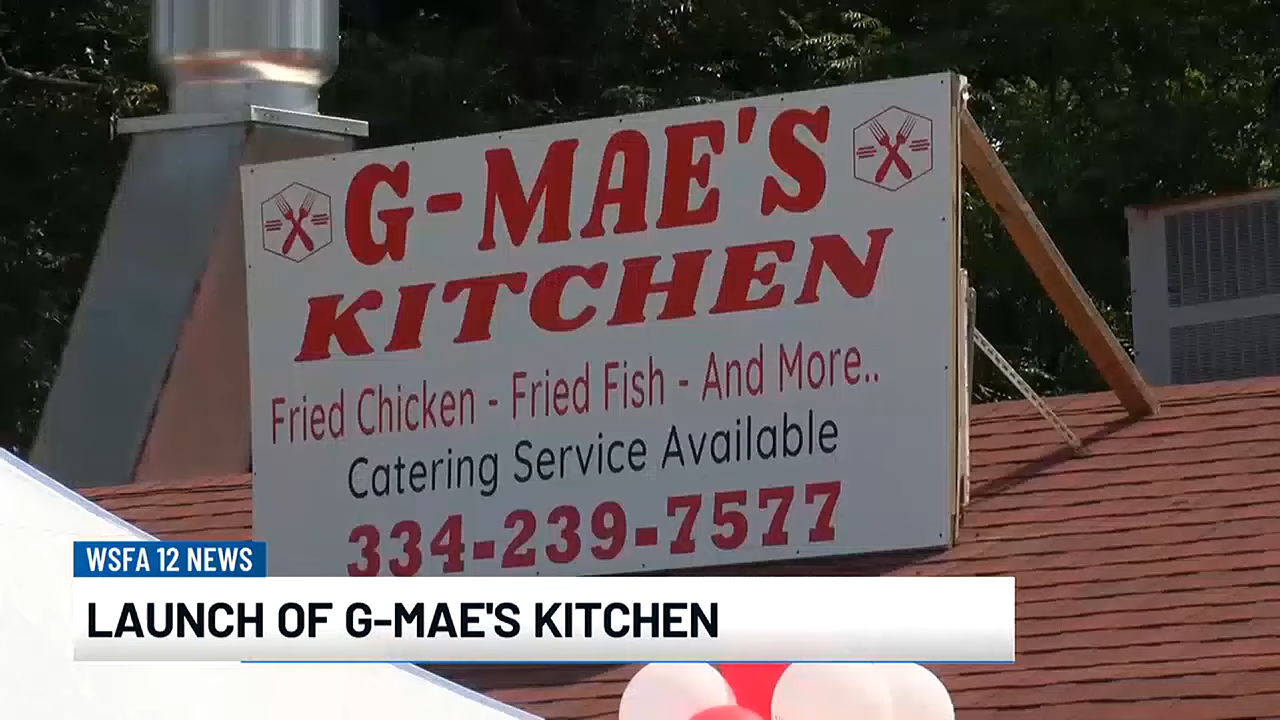 G-MAE'S
KITCHEN
Fried Chicken - Fried Fish - And More..
Catering Service Available
334-239-7577
WSFA 12 NEWS
LAUNCH OF G-MAE'S KITCHEN